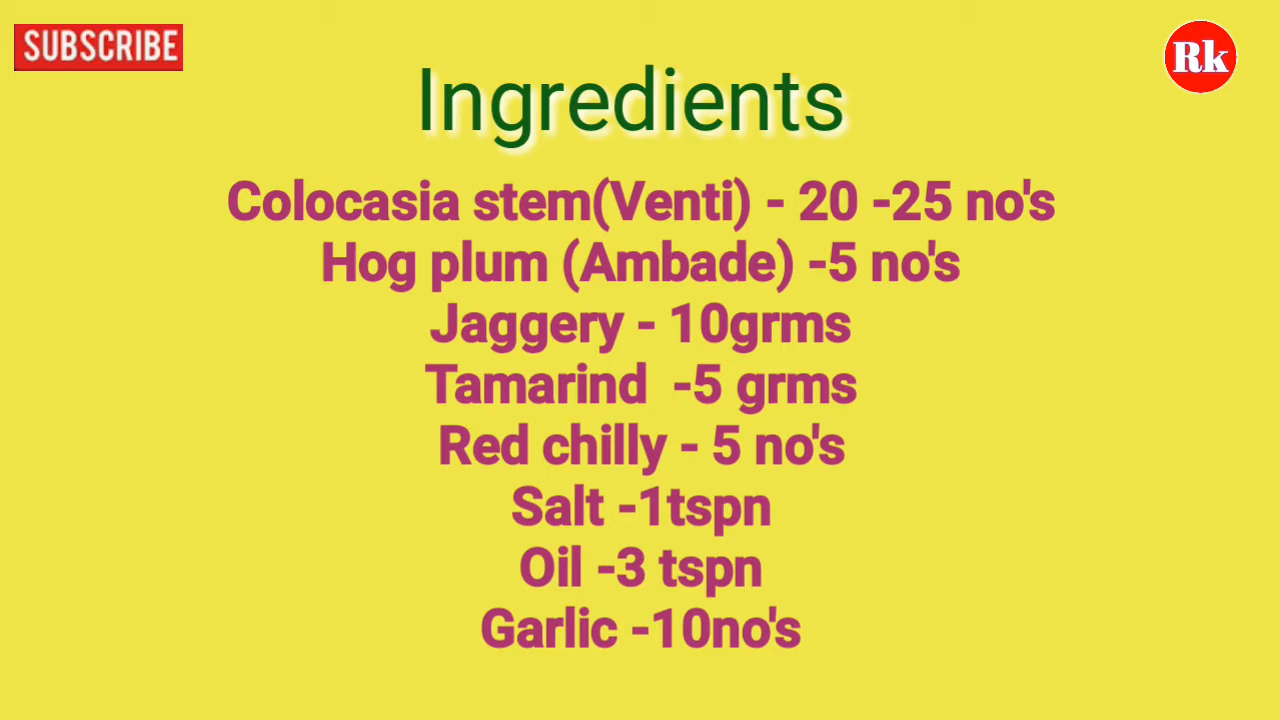 SUBSCRIBE
Rk
Ingredients
Colocasia stem(Venti) - 20 -25 no's
Hog plum (Ambade) -5 no's
Jaggery - 10grms
Tamarind  -5 grms
Red chilly - 5 no's
Salt -1tspn
Oil -3 tspn
Garlic -10no's